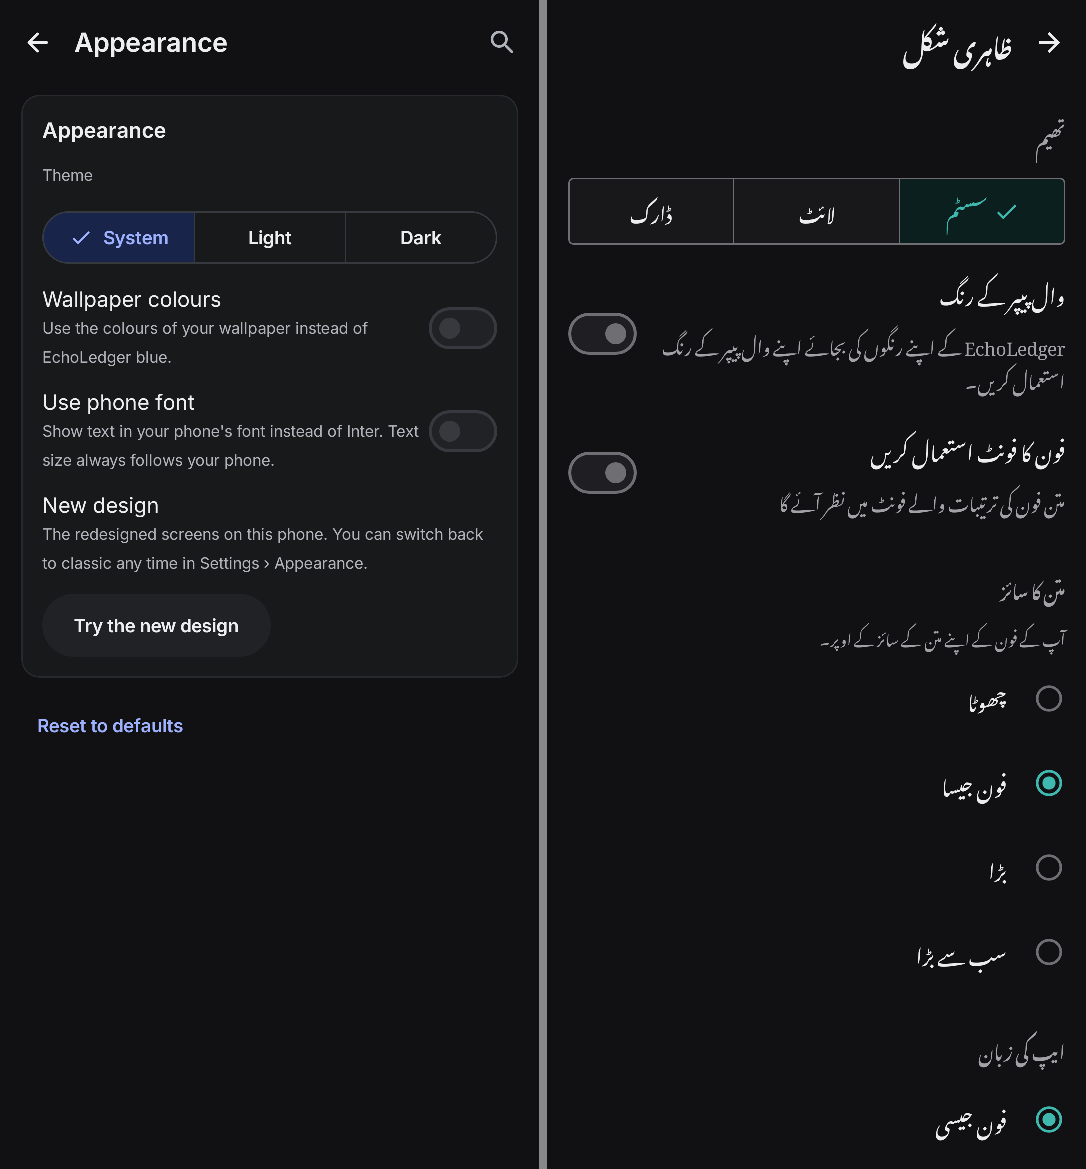 Appearance
Appearance
Theme
System
Light
Dark
Wallpaper colours
Use the colours of your wallpaper instead of
EchoLedger blue.
Use phone font
Show text in your phone's font instead of Inter. Text
size always follows your phone.
New design
The redesigned screens on this phone. You can switch back
to classic any time in Settings › Appearance.
Try the new design
Reset to defaults
ظاہری شکل
تھیم
سسٹم
لائٹ
ڈارک
وال پیپر کے رنگ
EchoLedger کے اپنے رنگوں کی بجائے اپنے وال پیپر کے رنگ
استعمال کریں۔
فون کا فونٹ استعمال کریں
متن فون کی ترتیبات والے فونٹ میں نظر آئے گا
متن کا سائز
آپ کے فون کے اپنے متن کے سائز کے اوپر۔
چھوٹا
فون جیسا
بڑا
سب سے بڑا
ایپ کی زبان
فون جیسی